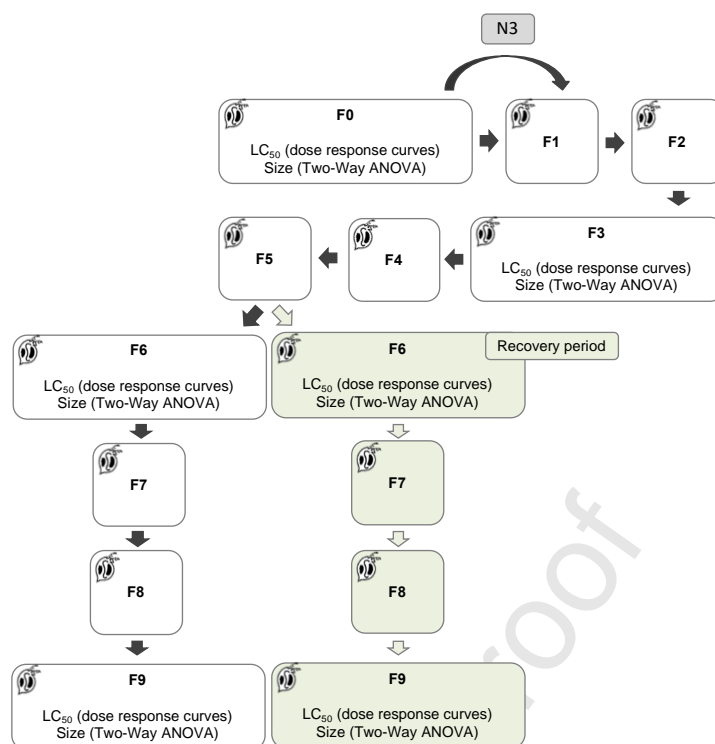 N3
F0
LC₅₀ (dose response curves)
Size (Two-Way ANOVA)
F1
F2
F3
LC₅₀ (dose response curves)
Size (Two-Way ANOVA)
F4
F5
F6
LC₅₀ (dose response curves)
Size (Two-Way ANOVA)
Recovery period
F6
LC₅₀ (dose response curves)
Size (Two-Way ANOVA)
F7
F7
F8
F8
F9
LC₅₀ (dose response curves)
Size (Two-Way ANOVA)
F9
LC₅₀ (dose response curves)
Size (Two-Way ANOVA)
roof